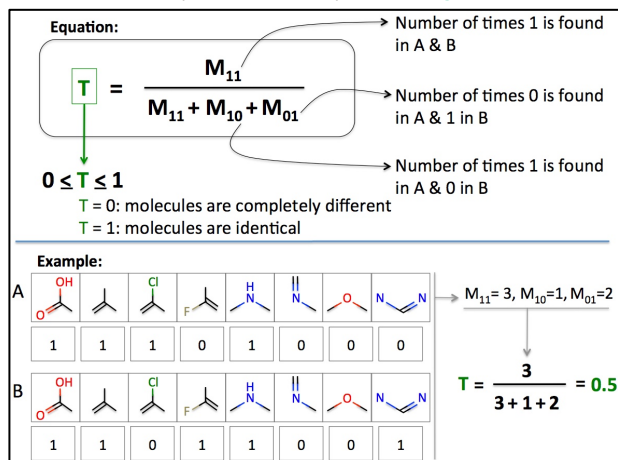 Equation:
T = M11
M11 + M10 + M01
Number of times 1 is found
in A & B
Number of times 0 is found
in A & 1 in B
Number of times 1 is found
in A & 0 in B
0 ≤ T ≤ 1
T = 0: molecules are completely different
T = 1: molecules are identical
Example:
A
OH O Cl F H N N O N N
1 1 1 0 1 0 0 0
B
OH O Cl F H N N O N N
1 1 0 1 1 0 0 1
M11= 3, M10=1, M01=2
T = 3 = 0.5
3 + 1 + 2